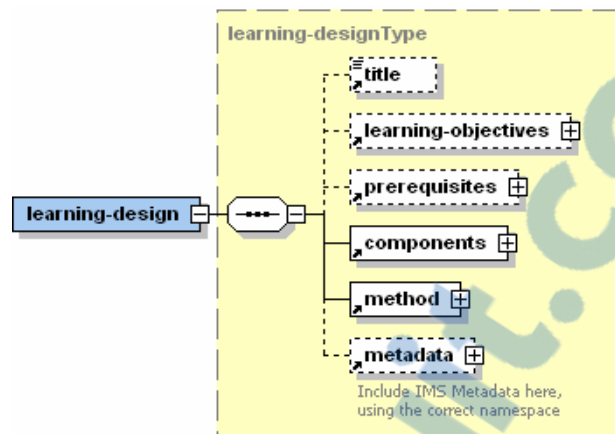 learning-designType
title
learning-objectives
prerequisites
learning-design
components
method
metadata
Include IMS Metadata here,
using the correct namespace